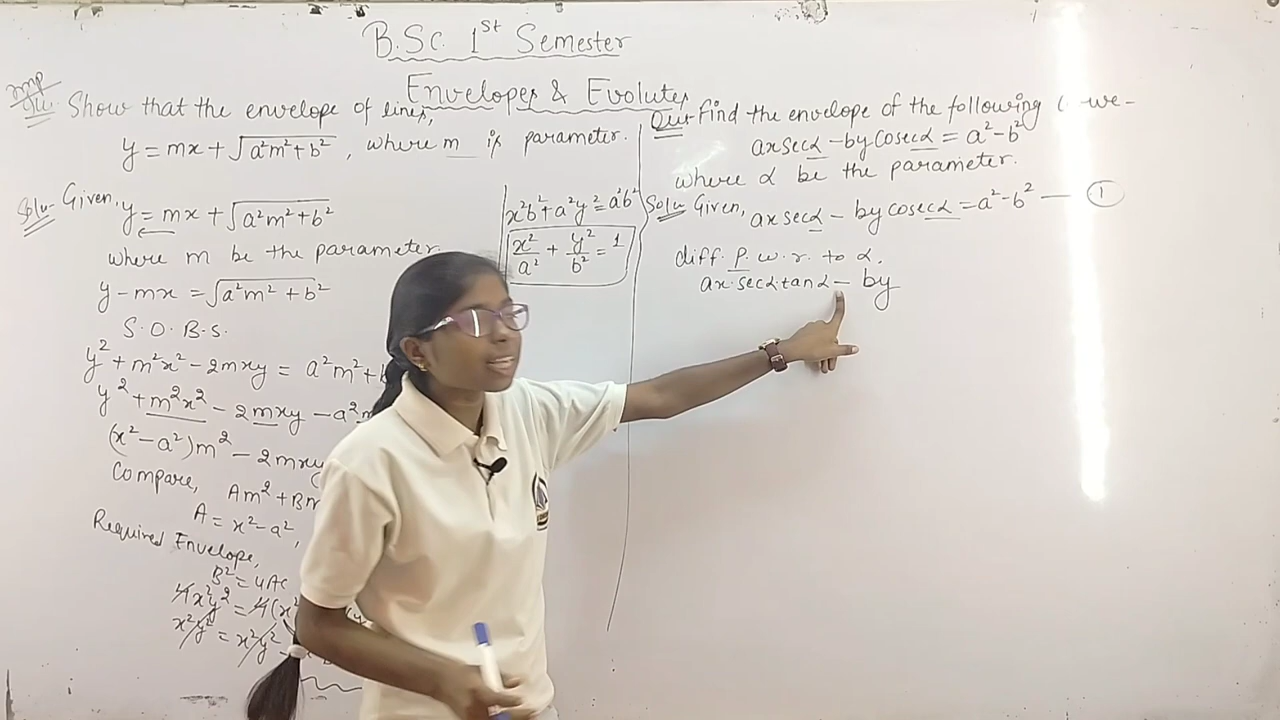 B.Sc. 1st Semester
Envelopes & Evolutes
Imp
Qu. Show that the envelope of lines,
y = mx + √a²m² + b² , where m is parameter.
Solu- Given,
y = mx + √a²m² + b²
where m be the parameter.
y - mx = √a²m² + b²
S.O.B.S.
y² + m²x² - 2mxy = a²m² +
y² + m²x² - 2mxy - a²
(x² - a²)m² - 2mxy
Compare, Am² + Bm
A = x² - a²,
Required Envelope,
B² = 4AC
4x²y² = 4(x²
x²y² = x²y²
x²b² + a²y² = a²b²
x²/a² + y²/b² = 1
Qu- Find the envelope of the following
ax secα - by cosecα = a² - b²
where α be the parameter.
Solu Given, ax secα - by cosecα = a² - b² — 1
diff. P. w. r. to α.
ax·secα·tanα - by